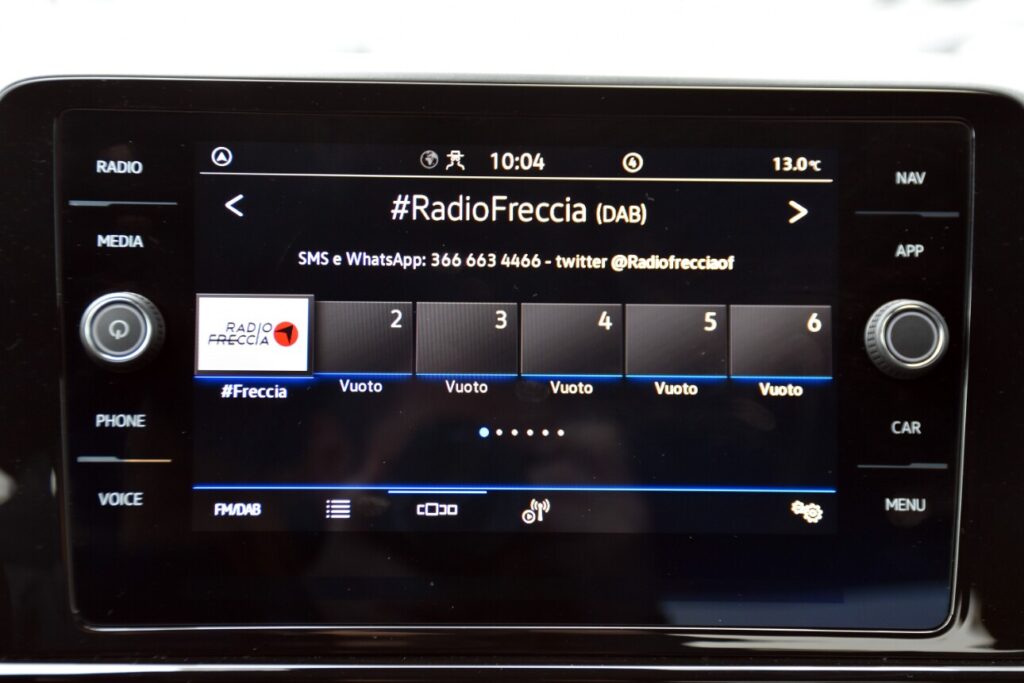 RADIO
MEDIA
PHONE
VOICE
10:04
4
13.0°C
#RadioFreccia (DAB)
SMS e WhatsApp: 366 663 4466 - twitter @Radiofrecciaof
RADIO
FRECCIA
2
3
4
5
6
#Freccia
Vuoto
Vuoto
Vuoto
Vuoto
Vuoto
FM/DAB
NAV
APP
CAR
MENU